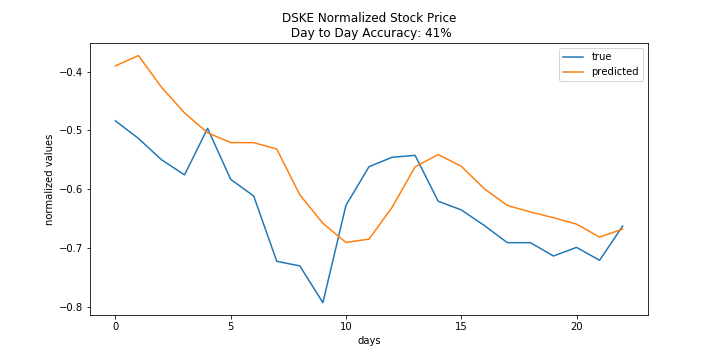 DSKE Normalized Stock Price
Day to Day Accuracy: 41%
true
predicted
−0.4
−0.5
−0.6
−0.7
−0.8
normalized values
0
5
10
15
20
days